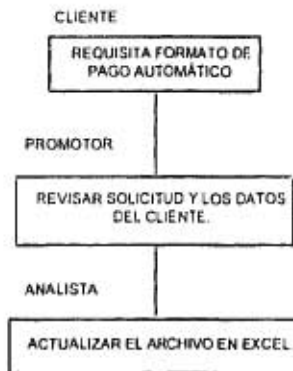 CLIENTE
REQUISITA FORMATO DE
PAGO AUTOMÁTICO
PROMOTOR
REVISAR SOLICITUD Y LOS DATOS
DEL CLIENTE.
ANALISTA
ACTUALIZAR EL ARCHIVO EN EXCEL